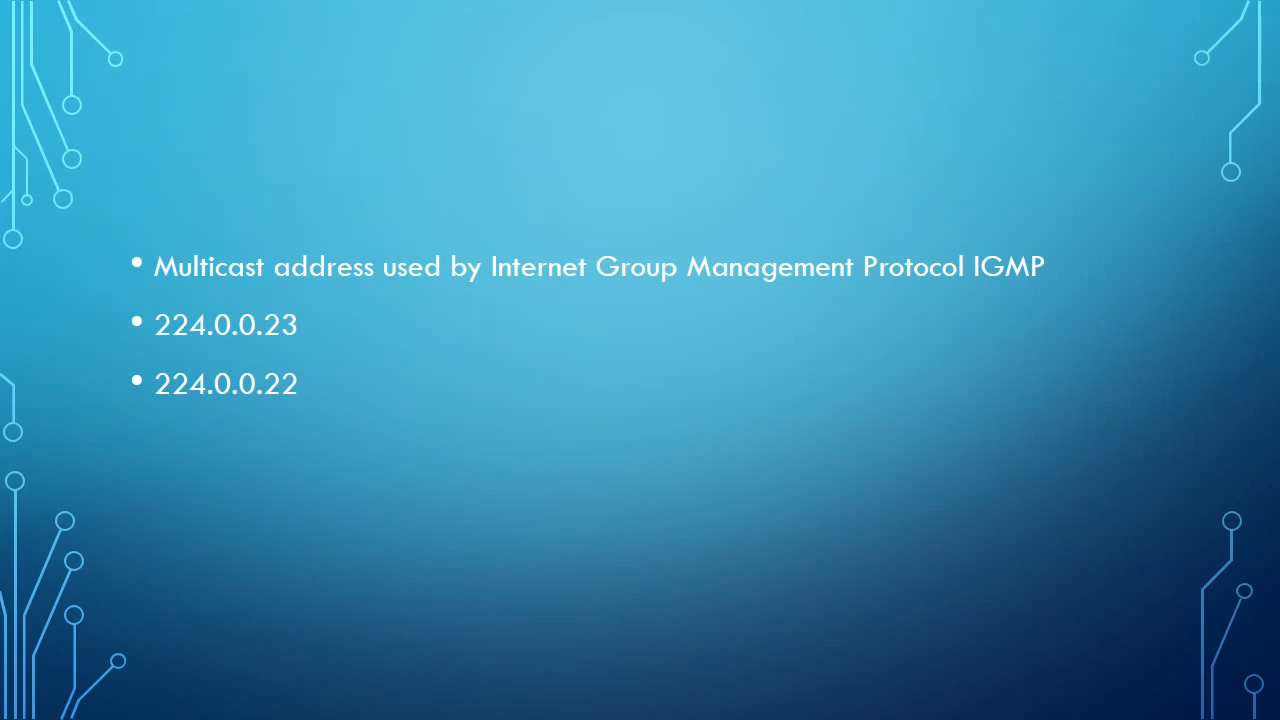 • Multicast address used by Internet Group Management Protocol IGMP
• 224.0.0.23
• 224.0.0.22